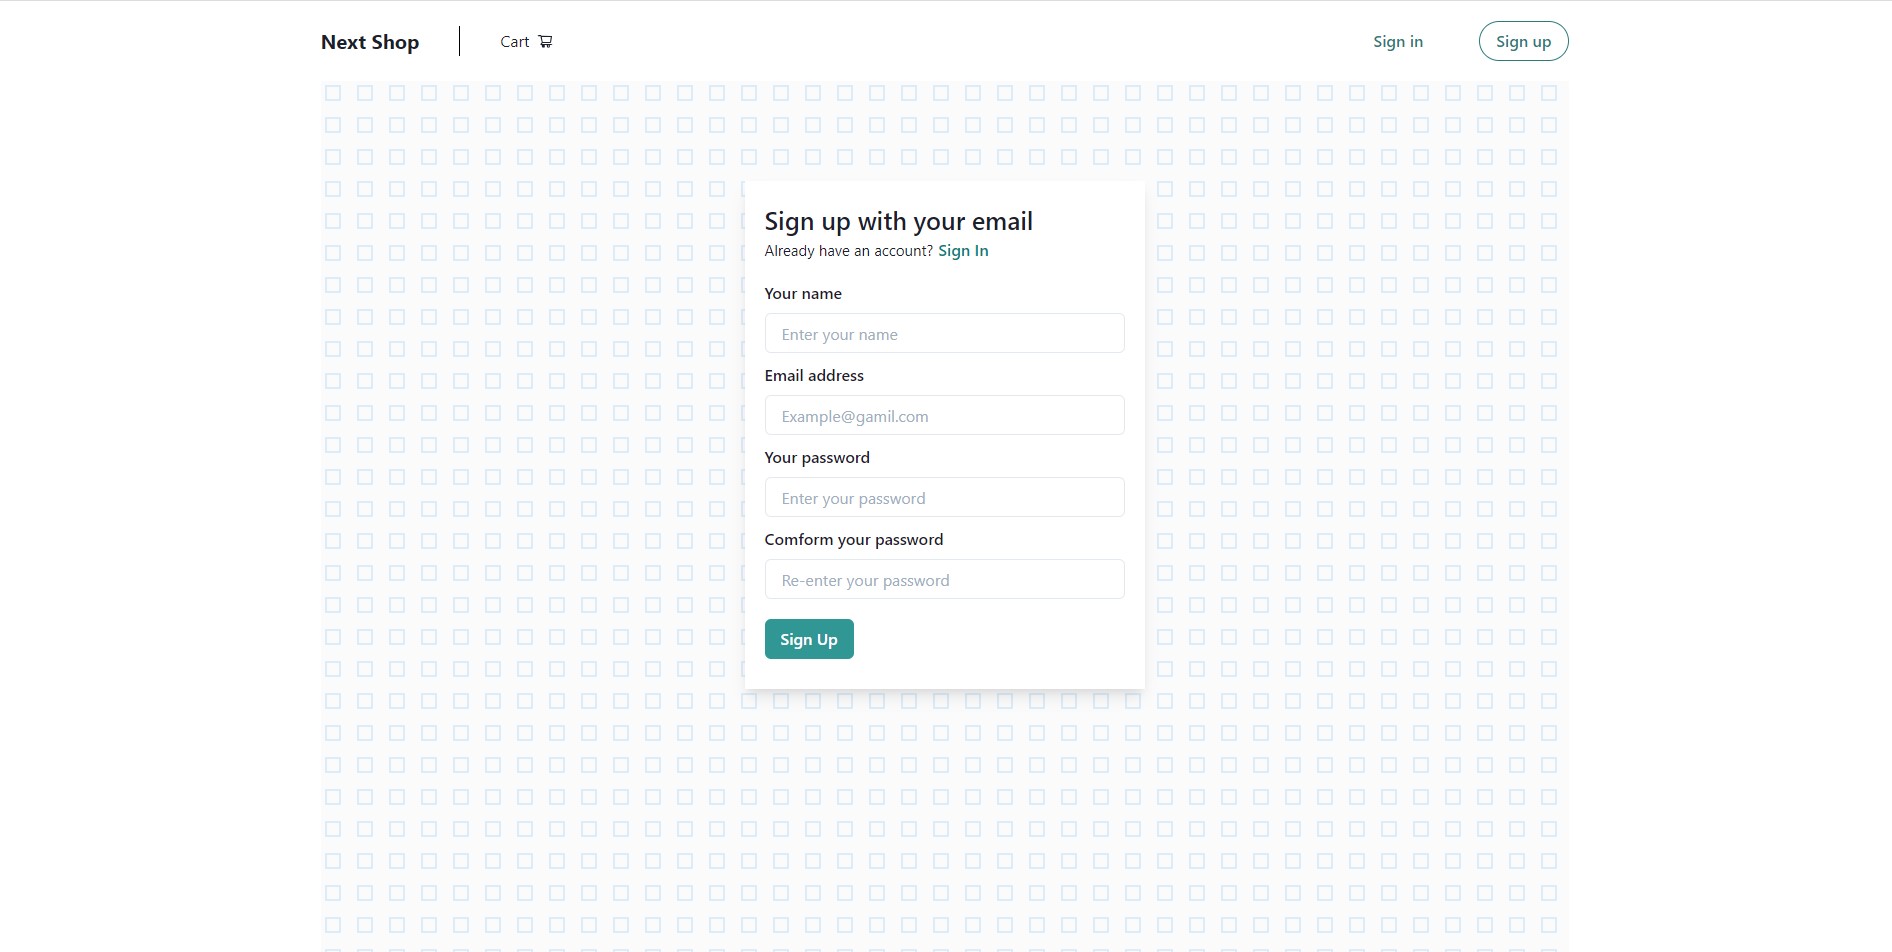 Next Shop
Cart
Sign in
Sign up
Sign up with your email
Already have an account? Sign In
Your name
Enter your name
Email address
Example@gamil.com
Your password
Enter your password
Comform your password
Re-enter your password
Sign Up